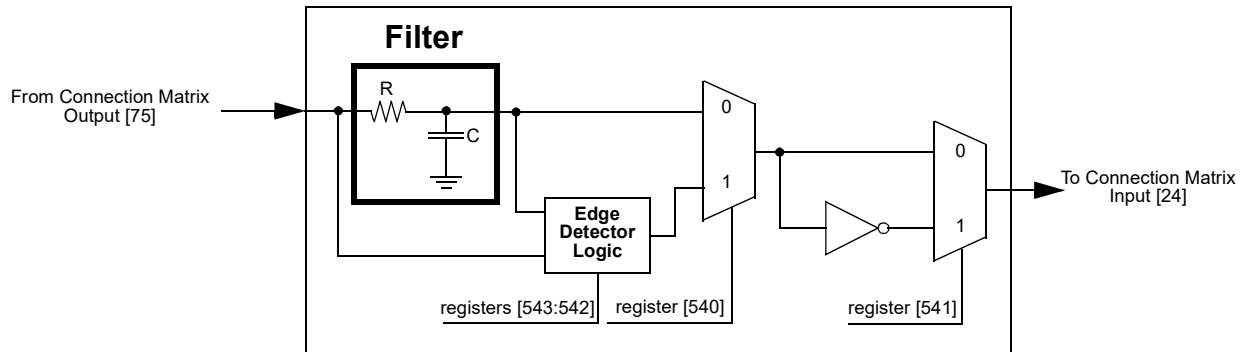 Filter
From Connection Matrix
Output [75]
R
C
0
1
Edge
Detector
Logic
0
1
To Connection Matrix
Input [24]
registers [543:542]
register [540]
register [541]